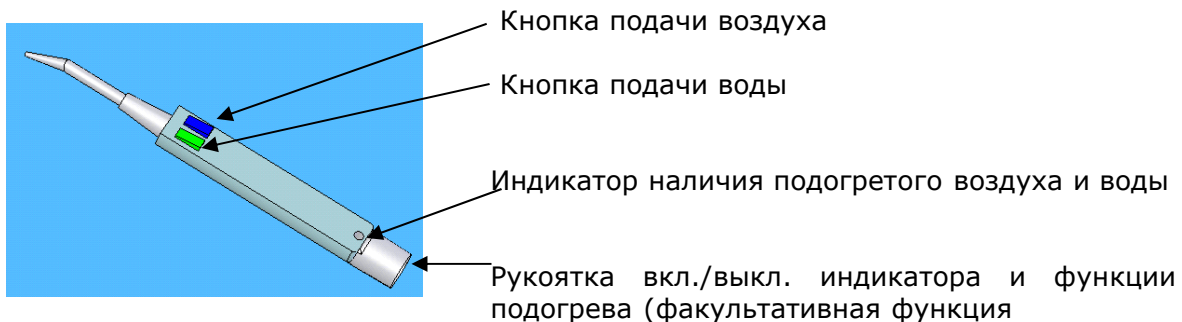 Кнопка подачи воздуха
Кнопка подачи воды
Индикатор наличия подогретого воздуха и воды
Рукоятка вкл./выкл. индикатора и функции
подогрева (факультативная функция